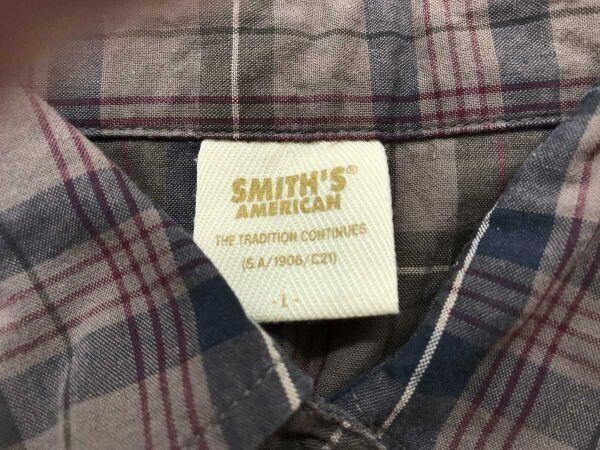 SMITH'S®
AMERICAN
THE TRADITION CONTINUES
(S.A/1906/C21)
- L -